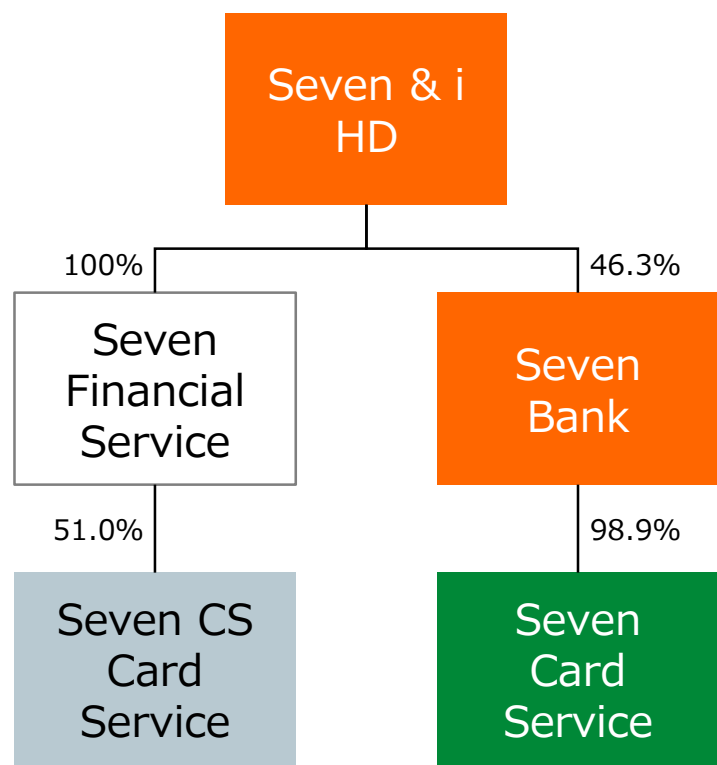 Seven & i
HD
100%
46.3%
Seven
Financial
Service
Seven
Bank
51.0%
98.9%
Seven CS
Card
Service
Seven
Card
Service